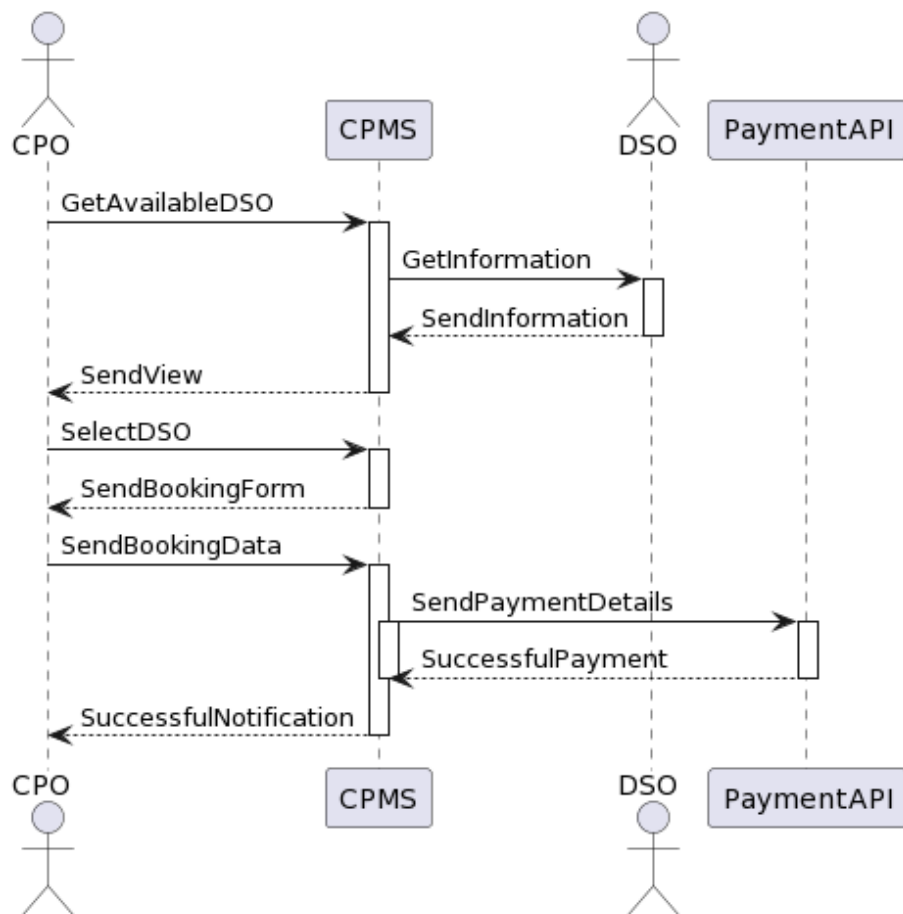 CPO
CPMS
DSO
PaymentAPI
GetAvailableDSO
GetInformation
SendInformation
SendView
SelectDSO
SendBookingForm
SendBookingData
SendPaymentDetails
SuccessfulPayment
SuccessfulNotification
CPO
CPMS
DSO
PaymentAPI